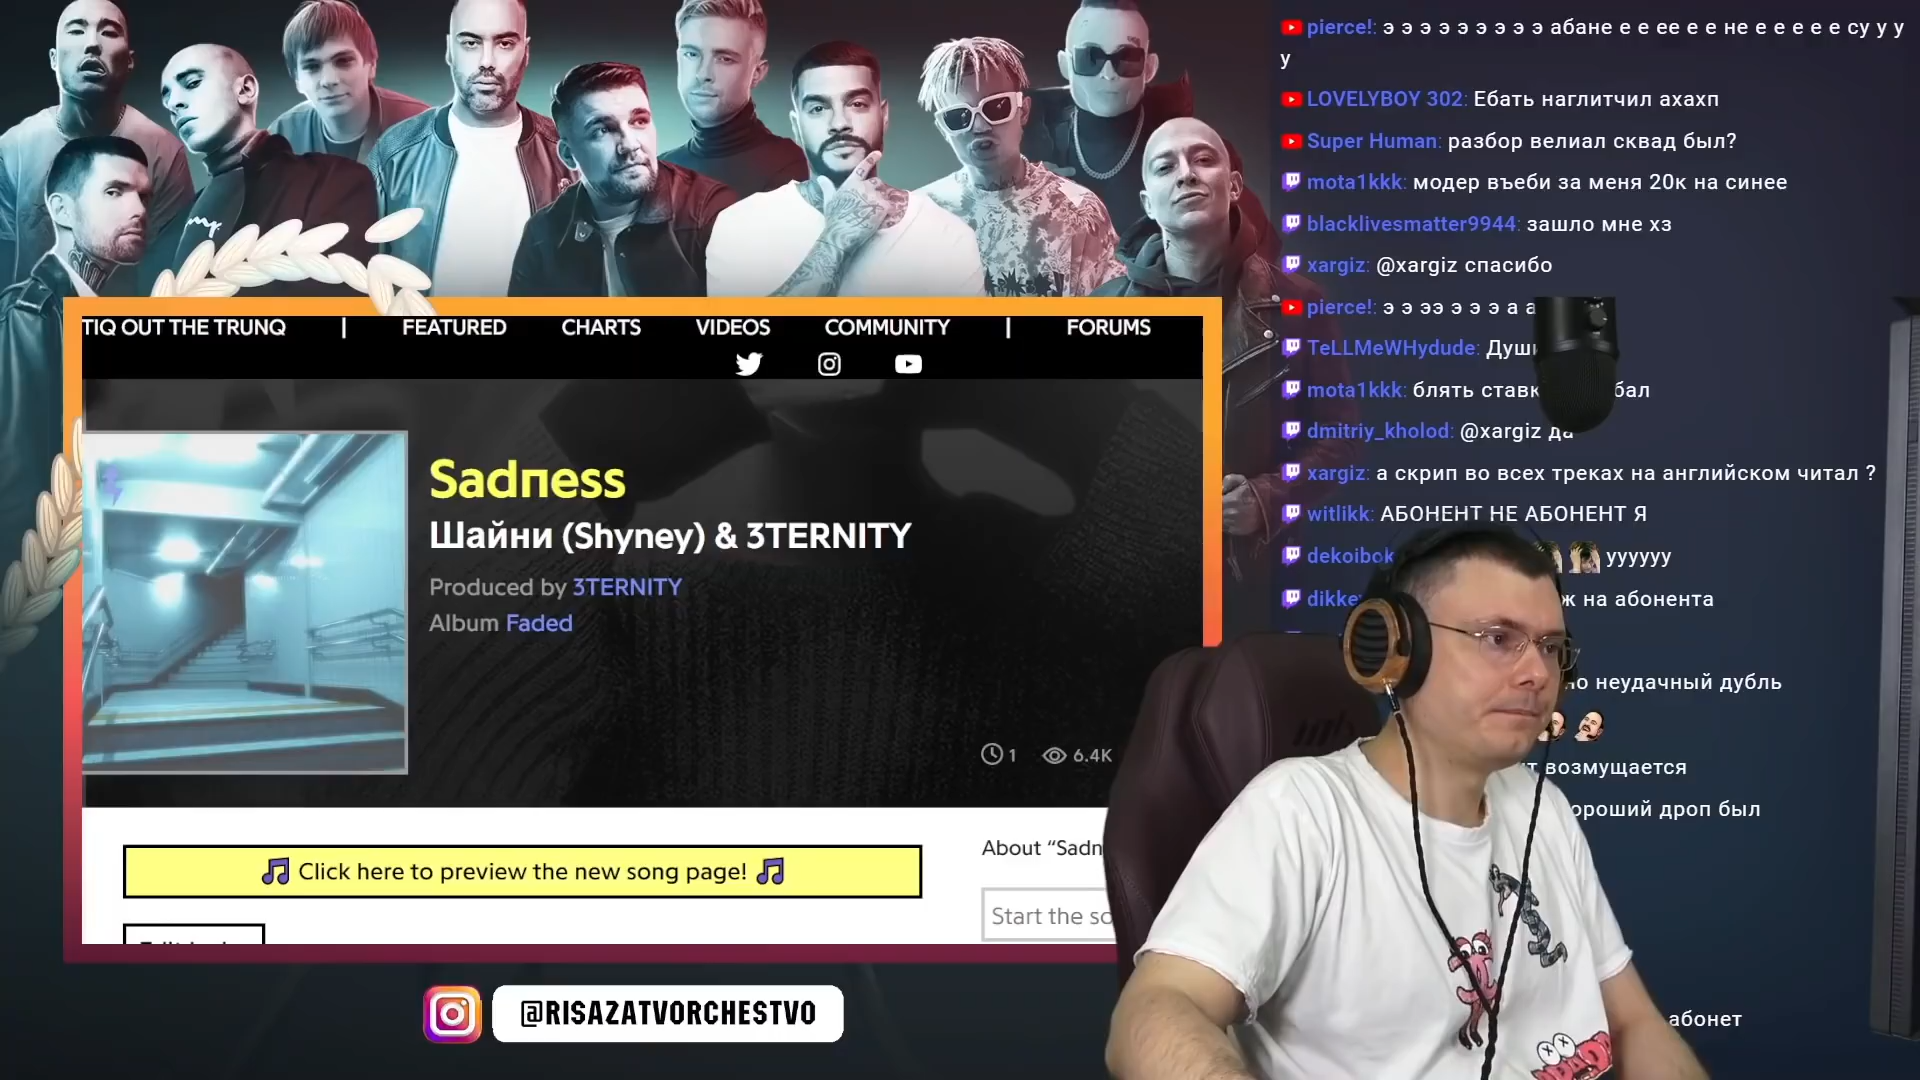 TIQ OUT THE TRUNQ | FEATURED CHARTS VIDEOS COMMUNITY | FORUMS
Sadпess
Шайни (Shyney) & 3TERNITY
Produced by 3TERNITY
Album Faded
1 6.4K
Click here to preview the new song page!
About “Sadn
Start the so
@RISAZATVORCHESTVO
pierce!: э э э э э э э э э абане е е ее е е не е е е е е су у у
у
LOVELYBOY 302: Ебать наглитчил ахахп
Super Human: разбор велиал сквад был?
mota1kkk: модер въеби за меня 20к на синее
blacklivesmatter9944: зашло мне хз
xargiz: @xargiz спасибо
pierce!: э э ээ э э э а а
TeLLMeWHydude: Душ
mota1kkk: блять ставк бал
dmitriy_kholod: @xargiz да
xargiz: а скрип во всех треках на английском читал ?
witlikk: АБОНЕНТ НЕ АБОНЕНТ Я
dekoibok уууууу
dikke ж на абонента
но неудачный дубль
т возмущается
ороший дроп был
абонет